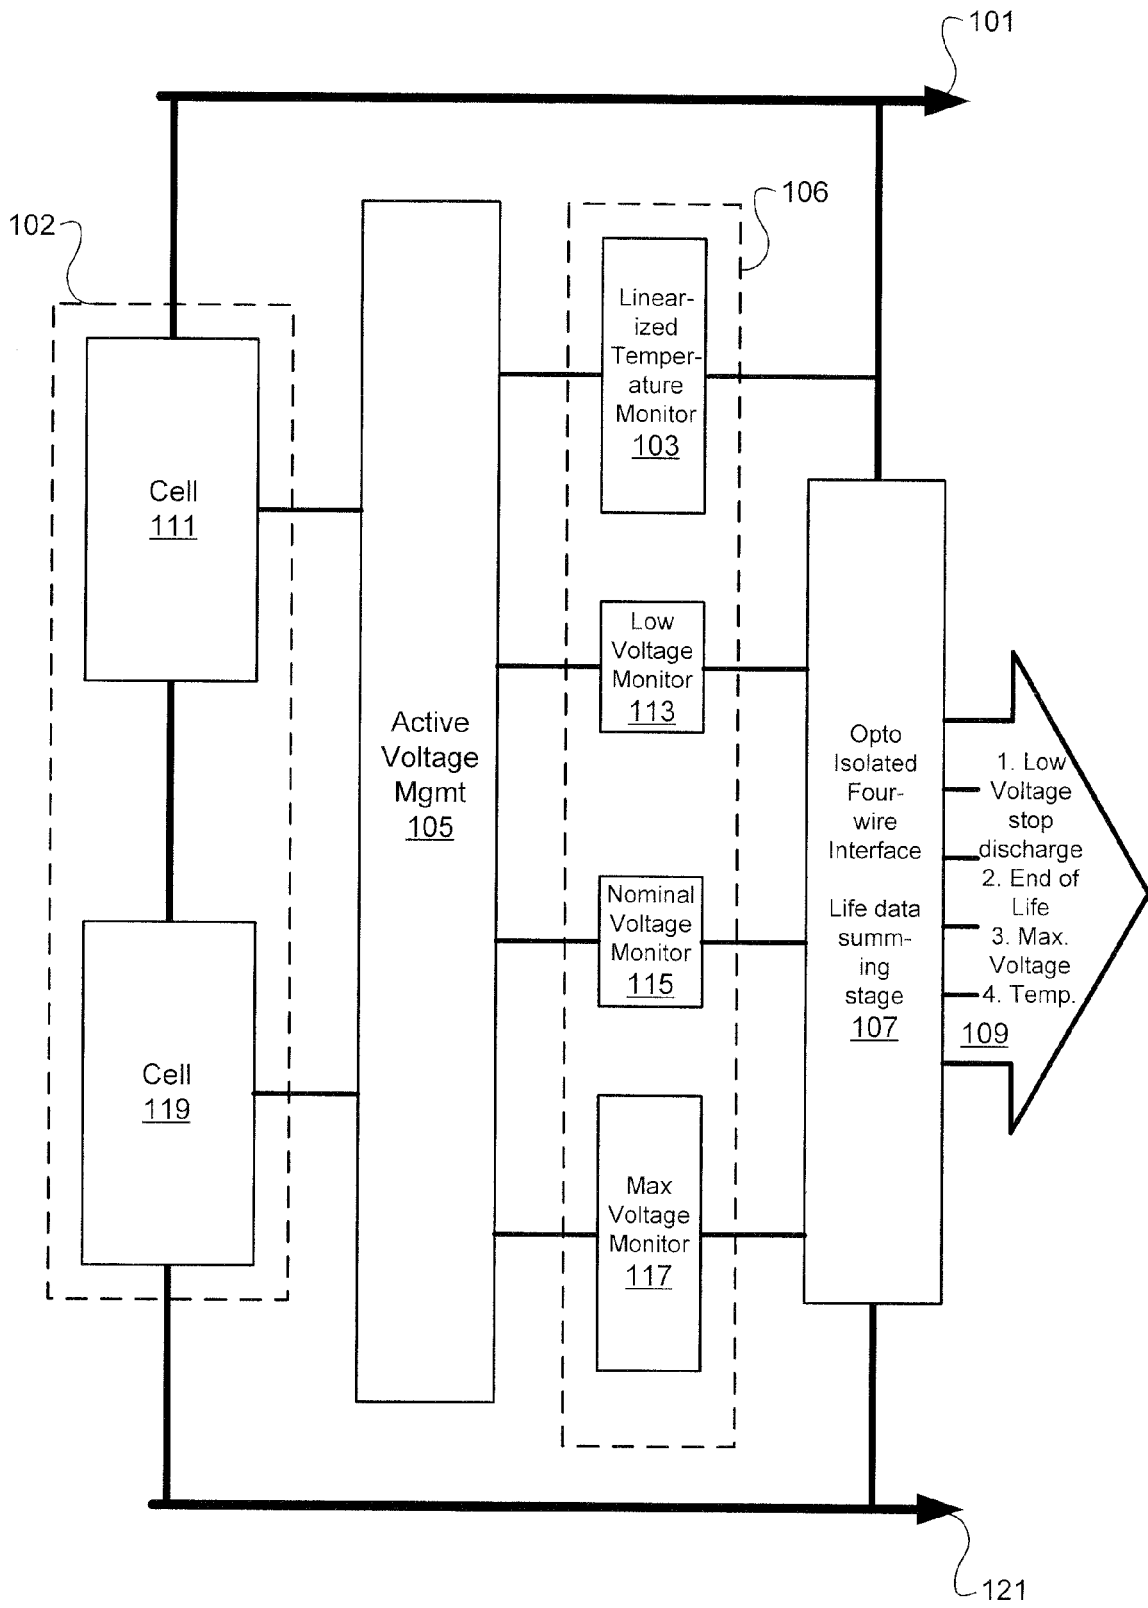 101
102
106
Linear-
ized
Temper-
ature
Monitor
103
Cell
111
Low
Voltage
Monitor
113
Active
Voltage
Mgmt
105
Opto
Isolated
Four-
wire
Interface
Life data
summ-
ing
stage
107
1. Low
Voltage
stop
discharge
2. End of
Life
3. Max.
Voltage
4. Temp.
109
Nominal
Voltage
Monitor
115
Cell
119
Max
Voltage
Monitor
117
121